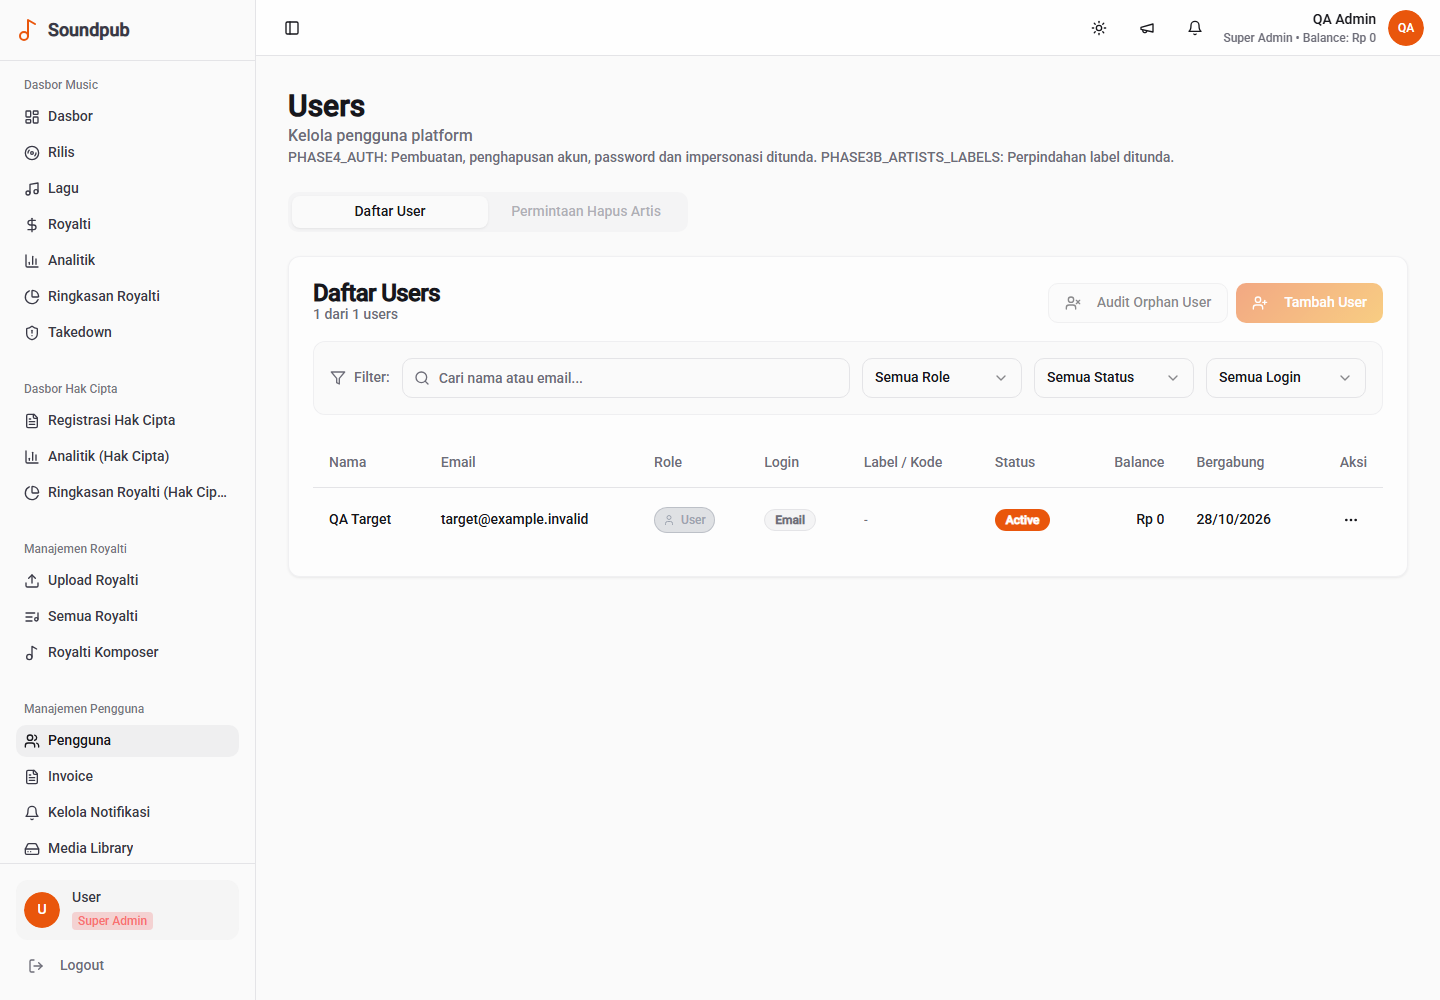 Soundpub
QA Admin
Super Admin • Balance: Rp 0
QA
Dasbor Music
Dasbor
Rilis
Lagu
Royalti
Analitik
Ringkasan Royalti
Takedown
Dasbor Hak Cipta
Registrasi Hak Cipta
Analitik (Hak Cipta)
Ringkasan Royalti (Hak Cip...
Manajemen Royalti
Upload Royalti
Semua Royalti
Royalti Komposer
Manajemen Pengguna
Pengguna
Invoice
Kelola Notifikasi
Media Library
U
User
Super Admin
Logout
Users
Kelola pengguna platform
PHASE4_AUTH: Pembuatan, penghapusan akun, password dan impersonasi ditunda. PHASE3B_ARTISTS_LABELS: Perpindahan label ditunda.
Daftar User Permintaan Hapus Artis
Daftar Users
1 dari 1 users
Audit Orphan User Tambah User
Filter: Cari nama atau email... Semua Role Semua Status Semua Login
Nama Email Role Login Label / Kode Status Balance Bergabung Aksi
QA Target target@example.invalid User Email - Active Rp 0 28/10/2026